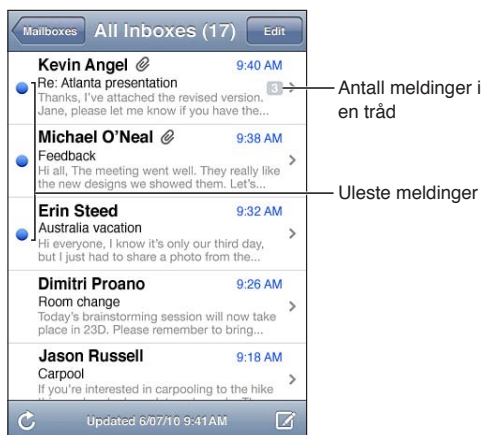 Mailboxes All Inboxes (17) Edit
Kevin Angel 9:40 AM
Re: Atlanta presentation
3
Thanks, I've attached the revised version.
Jane, please let me know if you have the...
Michael O'Neal 9:38 AM
Feedback
Hi all, The meeting went well. They really like
the new designs we showed them. Let's...
Erin Steed 9:32 AM
Australia vacation
Hi everyone, I know it's only our third day,
but I just had to share a photo from the...
Dimitri Proano 9:26 AM
Room change
Today's brainstorming session will now take
place in 23D. Please remember to bring...
Jason Russell 9:18 AM
Carpool
If you're interested in carpooling to the hike
Updated 6/07/10 9:41AM
Antall meldinger i
en tråd
Uleste meldinger